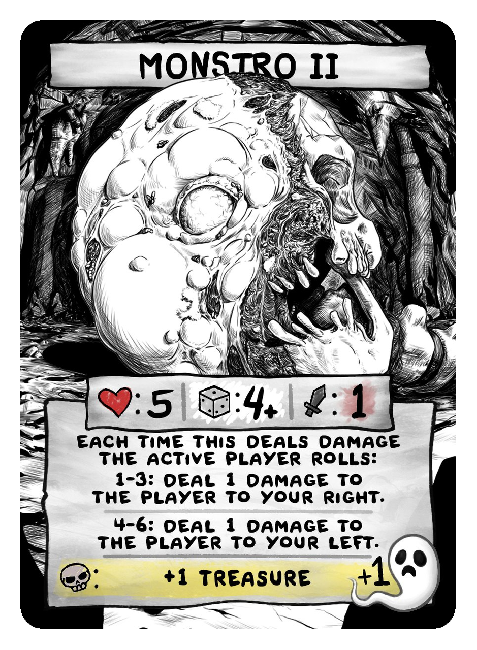 MONSTRO II
:5 :4+ :1
EACH TIME THIS DEALS DAMAGE
THE ACTIVE PLAYER ROLLS:
1-3: DEAL 1 DAMAGE TO
THE PLAYER TO YOUR RIGHT.
4-6: DEAL 1 DAMAGE TO
THE PLAYER TO YOUR LEFT.
: +1 TREASURE +1